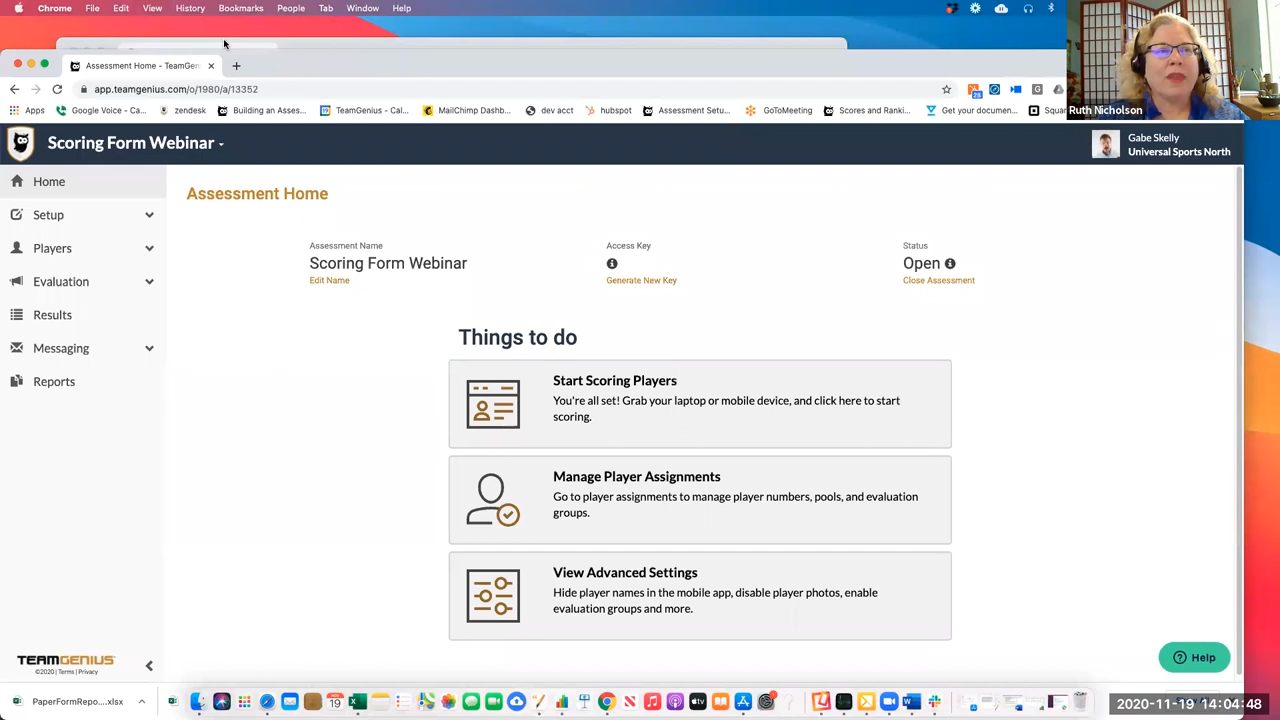 Chrome File Edit View History Bookmarks People Tab Window Help
Assessment Home - TeamGen
app.teamgenius.com/o/1980/a/13352
Apps Google Voice - Ca... zendesk Building an Asses... TeamGenius - Cal... MailChimp Dashb... dev acct hubspot Assessment Setu... GoToMeeting Scores and Ranki... Get your documen... Squar
Ruth Nicholson
Scoring Form Webinar
Gabe Skelly
Universal Sports North
Home
Setup
Players
Evaluation
Results
Messaging
Reports
Assessment Home
Assessment Name
Scoring Form Webinar
Edit Name
Access Key
Generate New Key
Status
Open
Close Assessment
Things to do
Start Scoring Players
You're all set! Grab your laptop or mobile device, and click here to start
scoring.
Manage Player Assignments
Go to player assignments to manage player numbers, pools, and evaluation
groups.
View Advanced Settings
Hide player names in the mobile app, disable player photos, enable
evaluation groups and more.
Help
TEAMGENIUS
©2020 | Terms | Privacy
PaperFormRepo....xlsx
2020-11-19 14:04:48